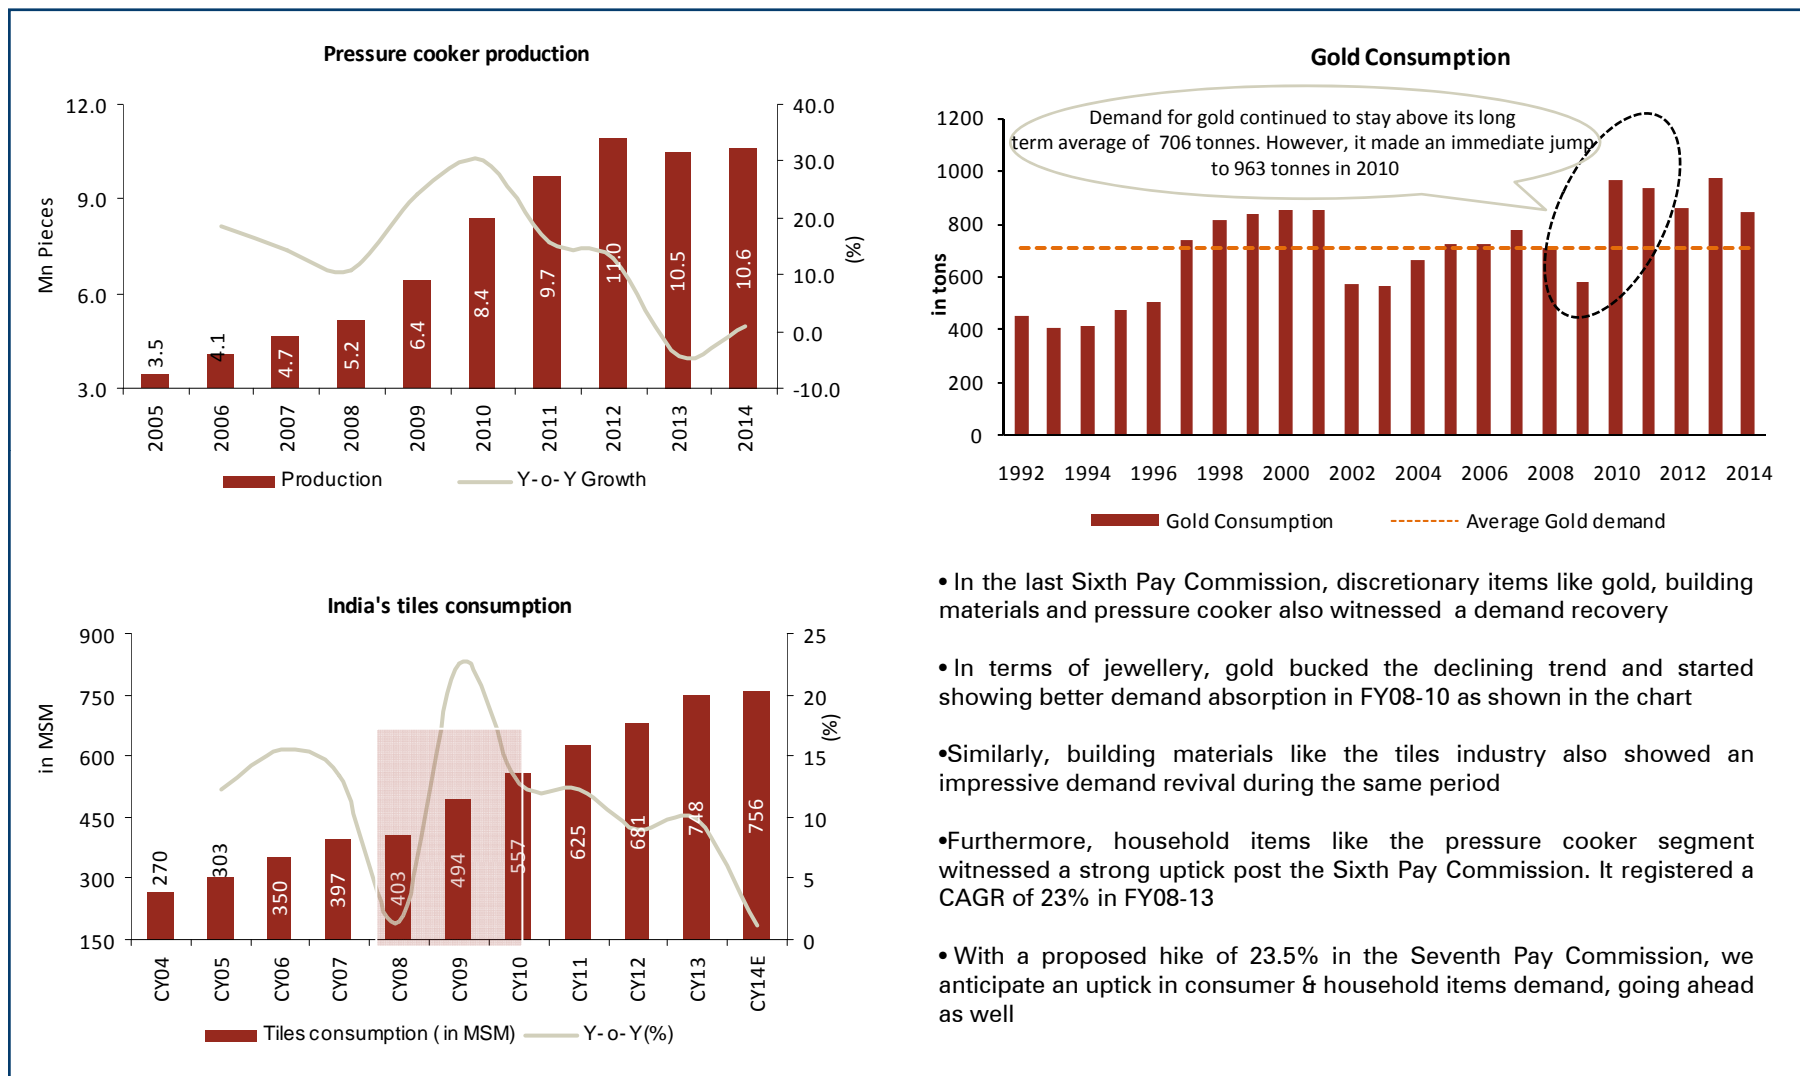 Pressure cooker production
12.0
9.0
6.0
3.0
Mn Pieces
40.0
30.0
20.0
10.0
0.0
-10.0
(%)
3.5
4.1
4.7
5.2
6.4
8.4
9.7
11.0
10.5
10.6
2005
2006
2007
2008
2009
2010
2011
2012
2013
2014
Production
Y-o-Y Growth
Gold Consumption
Demand for gold continued to stay above its long
term average of 706 tonnes. However, it made an immediate jump
to 963 tonnes in 2010
1200
1000
800
600
400
200
0
in tons
1992 1994 1996 1998 2000 2002 2004 2006 2008 2010 2012 2014
Gold Consumption
Average Gold demand
India's tiles consumption
900
750
600
450
300
150
in MSM
25
20
15
10
5
0
(%)
270
303
350
397
403
494
557
625
681
748
756
CY04
CY05
CY06
CY07
CY08
CY09
CY10
CY11
CY12
CY13
CY14E
Tiles consumption ( in MSM)
Y-o-Y(%)
• In the last Sixth Pay Commission, discretionary items like gold, building
materials and pressure cooker also witnessed a demand recovery
• In terms of jewellery, gold bucked the declining trend and started
showing better demand absorption in FY08-10 as shown in the chart
•Similarly, building materials like the tiles industry also showed an
impressive demand revival during the same period
•Furthermore, household items like the pressure cooker segment
witnessed a strong uptick post the Sixth Pay Commission. It registered a
CAGR of 23% in FY08-13
• With a proposed hike of 23.5% in the Seventh Pay Commission, we
anticipate an uptick in consumer & household items demand, going ahead
as well